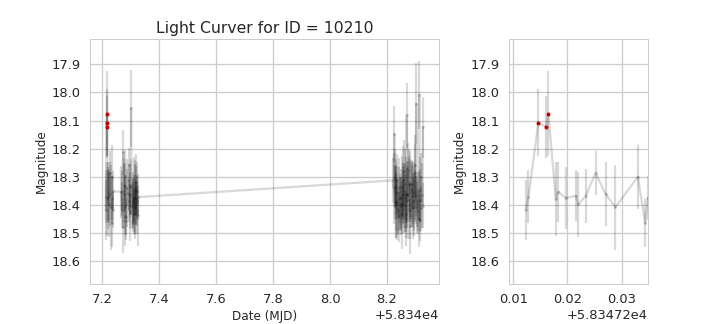 Light Curver for ID = 10210
Magnitude
17.9
18.0
18.1
18.2
18.3
18.4
18.5
18.6
7.2 7.4 7.6 7.8 8.0 8.2
Date (MJD)
+5.834e4
Magnitude
17.9
18.0
18.1
18.2
18.3
18.4
18.5
18.6
0.01 0.02 0.03
+5.83472e4